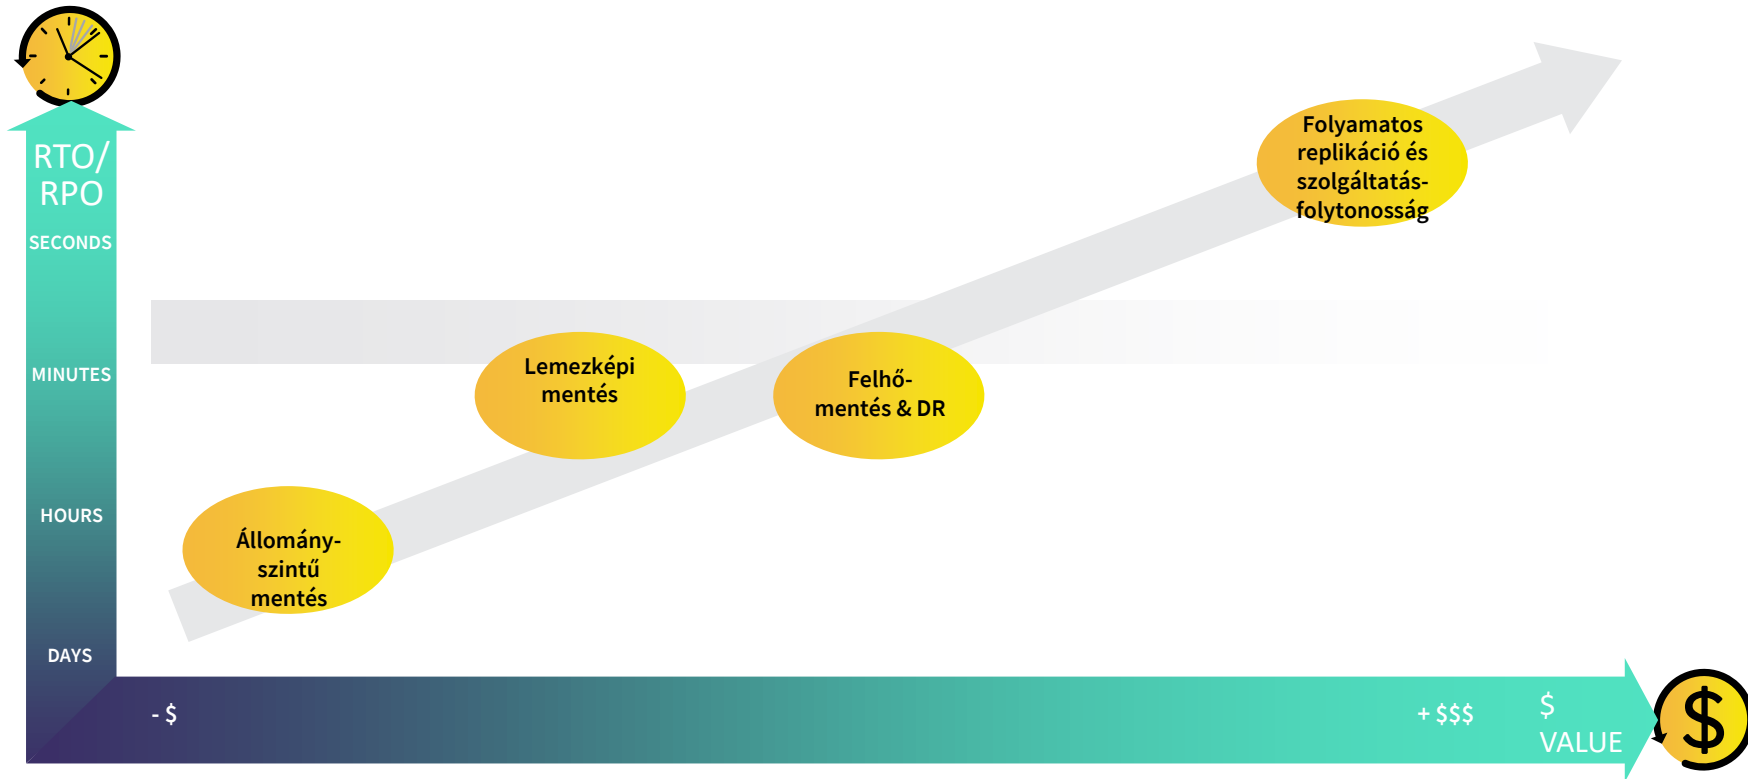 RTO/
RPO
SECONDS
MINUTES
HOURS
DAYS
Folyamatos
replikáció és
szolgáltatás-
folytonosság
Lemezképi
mentés
Felhő-
mentés & DR
Állomány-
szintű
mentés
- $
+ $$$
$
VALUE
$